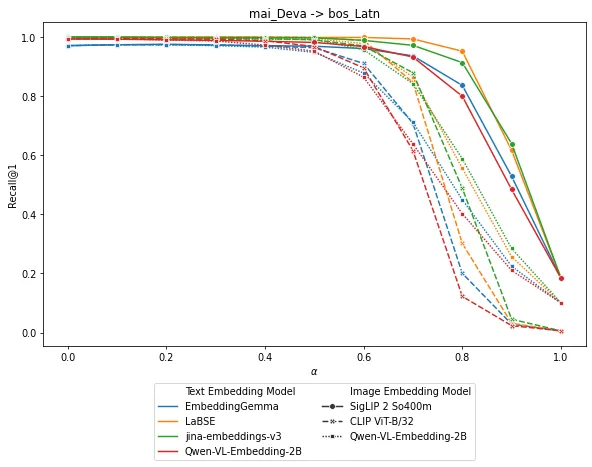 mai_Deva -> bos_Latn
Recall@1
1.0
0.8
0.6
0.4
0.2
0.0
0.0 0.2 0.4 0.6 0.8 1.0
α
Text Embedding Model
EmbeddingGemma
LaBSE
jina-embeddings-v3
Qwen-VL-Embedding-2B
Image Embedding Model
SigLIP 2 So400m
CLIP ViT-B/32
Qwen-VL-Embedding-2B